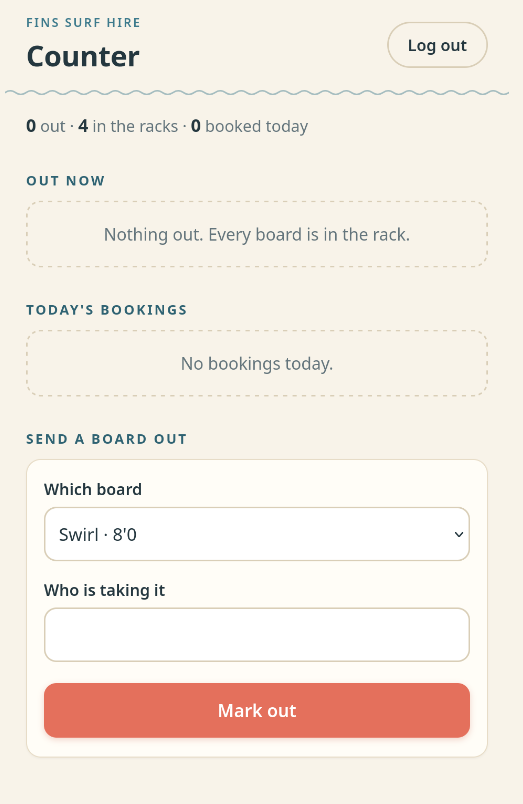 FINS SURF HIRE
Counter
Log out
0 out · 4 in the racks · 0 booked today
OUT NOW
Nothing out. Every board is in the rack.
TODAY'S BOOKINGS
No bookings today.
SEND A BOARD OUT
Which board
Swirl · 8'0
Who is taking it
Mark out